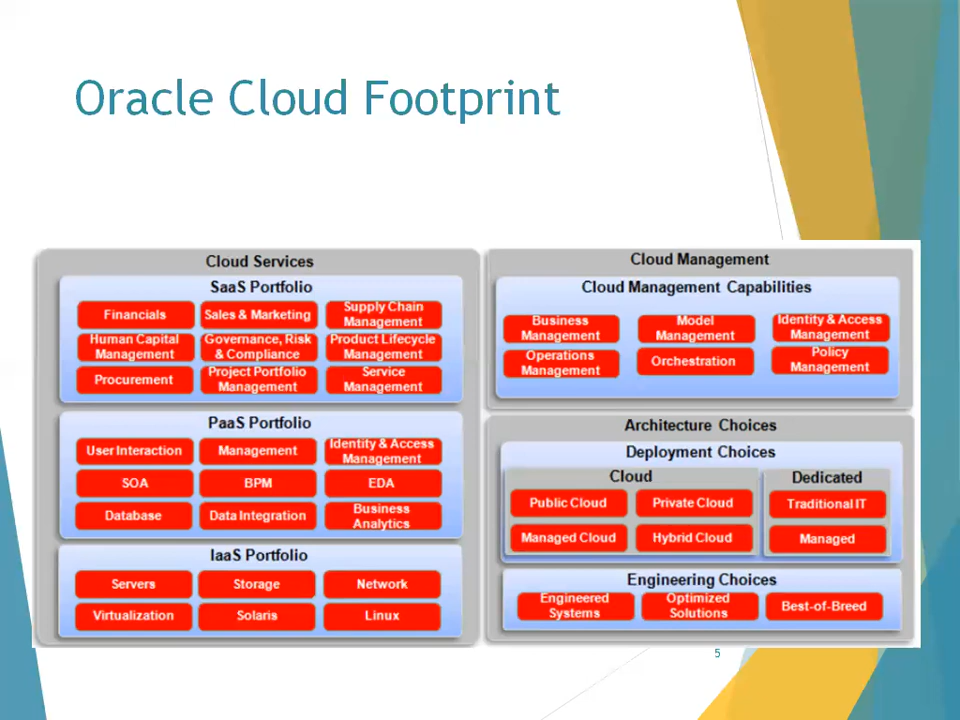 Oracle Cloud Footprint
Cloud Services
SaaS Portfolio
Financials
Sales & Marketing
Supply Chain
Management
Human Capital
Management
Governance, Risk
& Compliance
Product Lifecycle
Management
Procurement
Project Portfolio
Management
Service
Management
PaaS Portfolio
User Interaction
Management
Identity & Access
Management
SOA
BPM
EDA
Database
Data Integration
Business
Analytics
IaaS Portfolio
Servers
Storage
Network
Virtualization
Solaris
Linux
Cloud Management
Cloud Management Capabilities
Business
Management
Model
Management
Identity & Access
Management
Operations
Management
Orchestration
Policy
Management
Architecture Choices
Deployment Choices
Cloud
Public Cloud
Private Cloud
Managed Cloud
Hybrid Cloud
Dedicated
Traditional IT
Managed
Engineering Choices
Engineered
Systems
Optimized
Solutions
Best-of-Breed
5